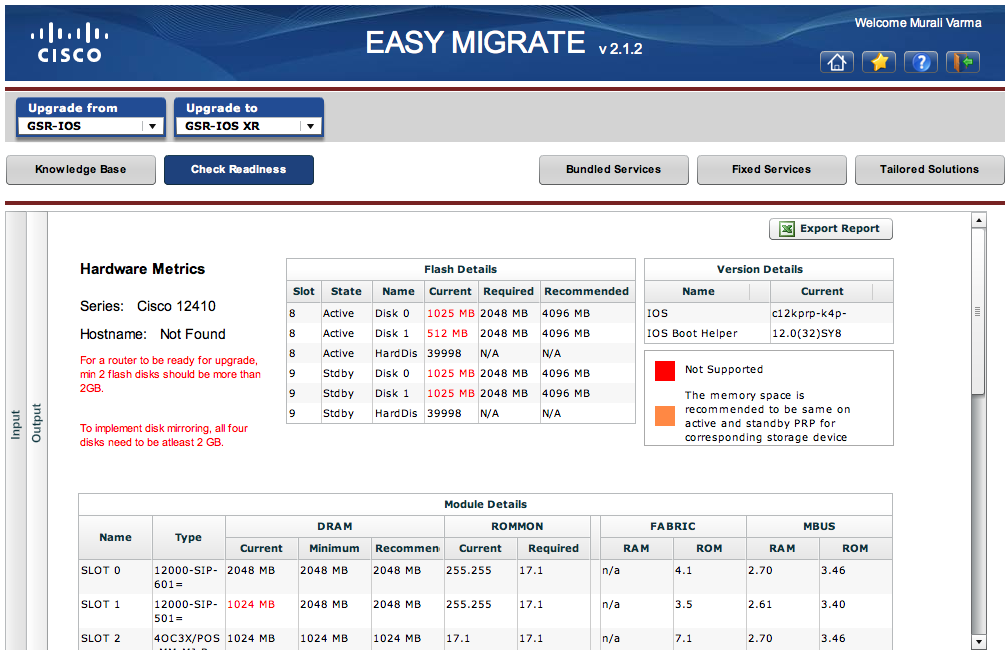 CISCO
EASY MIGRATE v 2.1.2
Welcome Murali Varma
Upgrade from
GSR-IOS
Upgrade to
GSR-IOS XR
Knowledge Base
Check Readiness
Bundled Services
Fixed Services
Tailored Solutions
Input
Output
Export Report
Hardware Metrics
Series: Cisco 12410
Hostname: Not Found
For a router to be ready for upgrade,
min 2 flash disks should be more than
2GB.
To implement disk mirroring, all four
disks need to be atleast 2 GB.
Flash Details
Slot State Name Current Required Recommended
8 Active Disk 0 1025 MB 2048 MB 4096 MB
8 Active Disk 1 512 MB 2048 MB 4096 MB
8 Active HardDis 39998 N/A N/A
9 Stdby Disk 0 1025 MB 2048 MB 4096 MB
9 Stdby Disk 1 1025 MB 2048 MB 4096 MB
9 Stdby HardDis 39998 N/A N/A
Version Details
Name Current
IOS c12kprp-k4p-
IOS Boot Helper 12.0(32)SY8
Not Supported
The memory space is
recommended to be same on
active and standby PRP for
corresponding storage device
Module Details
Name Type DRAM ROMMON FABRIC MBUS
Current Minimum Recommen Current Required RAM ROM RAM ROM
SLOT 0 12000-SIP-601= 2048 MB 2048 MB 2048 MB 255.255 17.1 n/a 4.1 2.70 3.46
SLOT 1 12000-SIP-501= 1024 MB 2048 MB 2048 MB 255.255 17.1 n/a 3.5 2.61 3.40
SLOT 2 4OC3X/POS 1024 MB 1024 MB 1024 MB 17.1 17.1 n/a 7.1 2.70 3.46